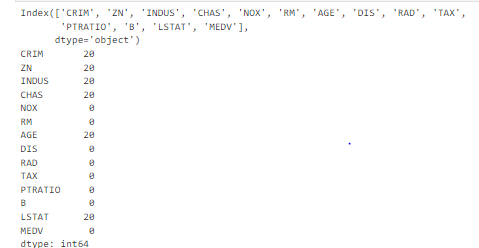 Index(['CRIM', 'ZN', 'INDUS', 'CHAS', 'NOX', 'RM', 'AGE', 'DIS', 'RAD', 'TAX',
'PTRATIO', 'B', 'LSTAT', 'MEDV'],
dtype='object')
CRIM 20
ZN 20
INDUS 20
CHAS 20
NOX 0
RM 0
AGE 20
DIS 0
RAD 0
TAX 0
PTRATIO 0
B 0
LSTAT 20
MEDV 0
dtype: int64